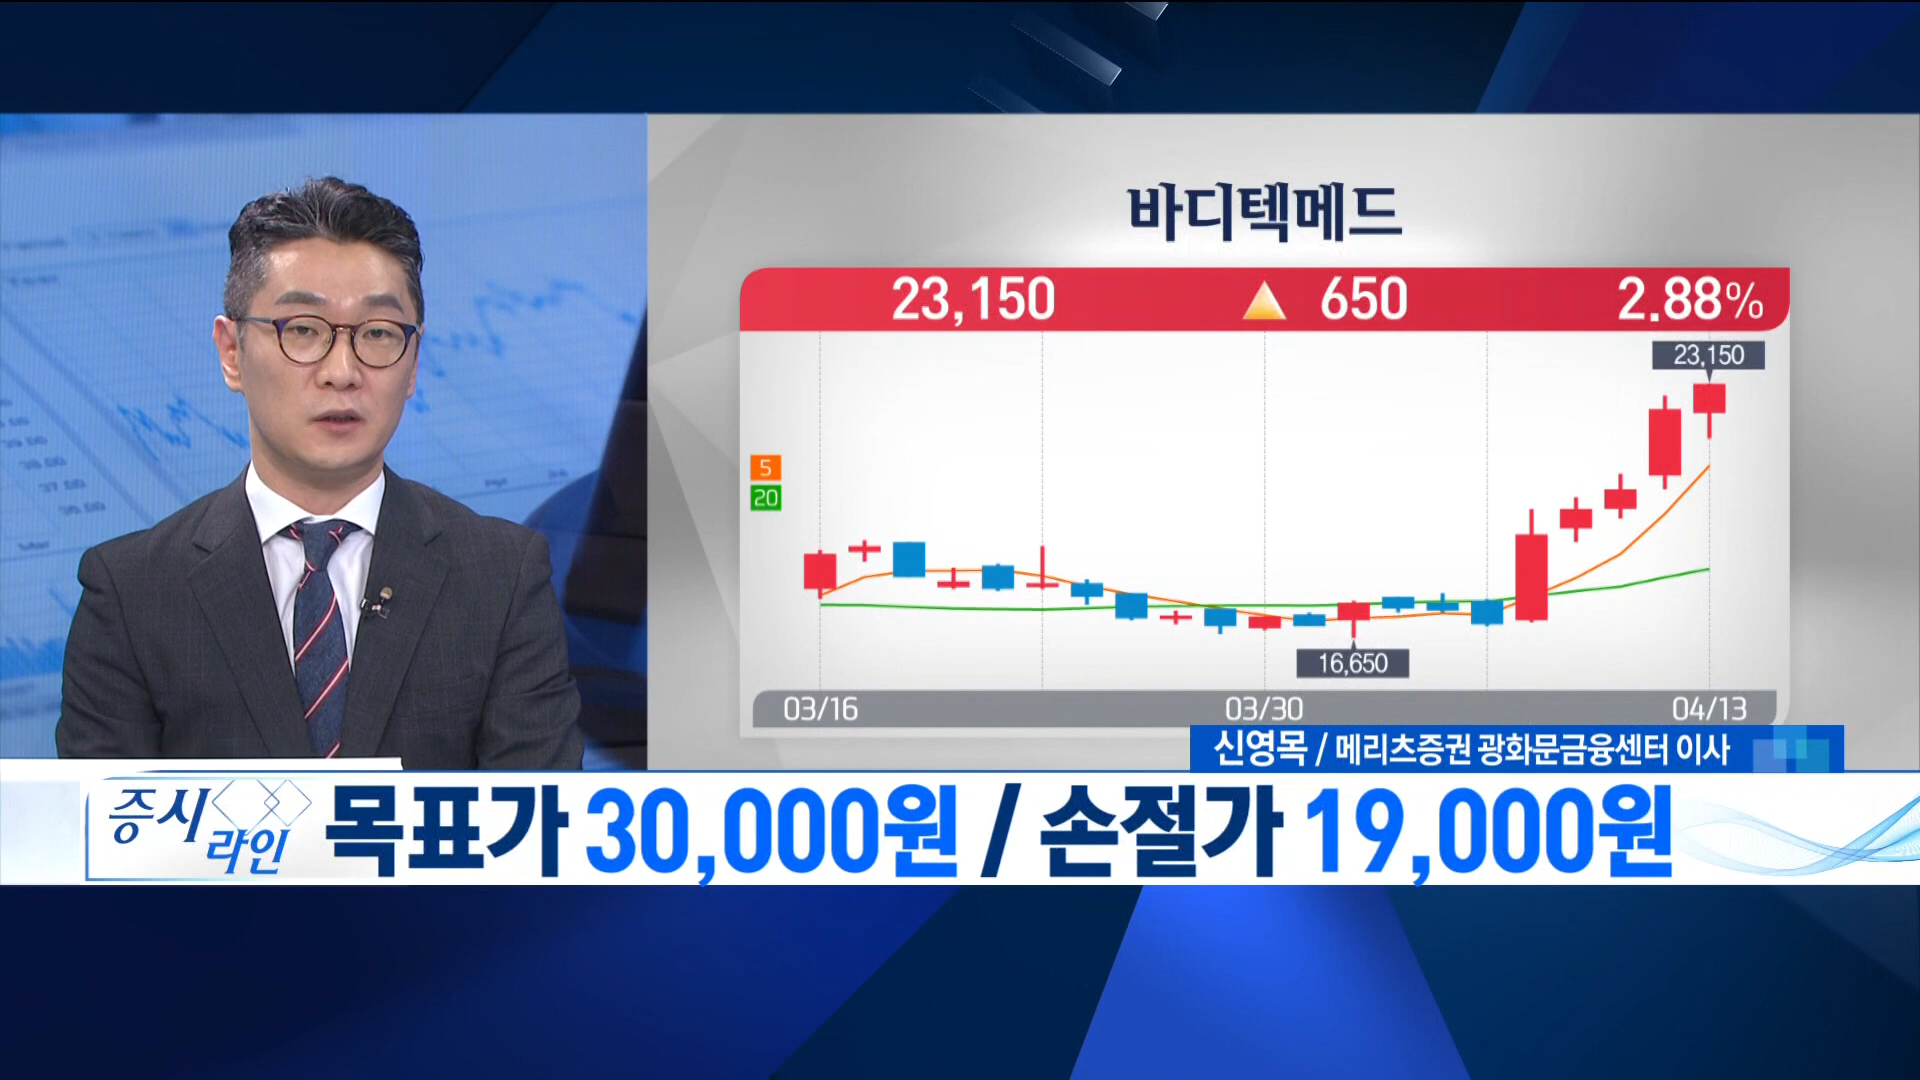 바디텍메드
23,150 ▲ 650 2.88%
23,150
5
20
16,650
03/16 03/30 04/13
신영목 / 메리츠증권 광화문금융센터 이사
증시라인
목표가 30,000원 / 손절가 19,000원